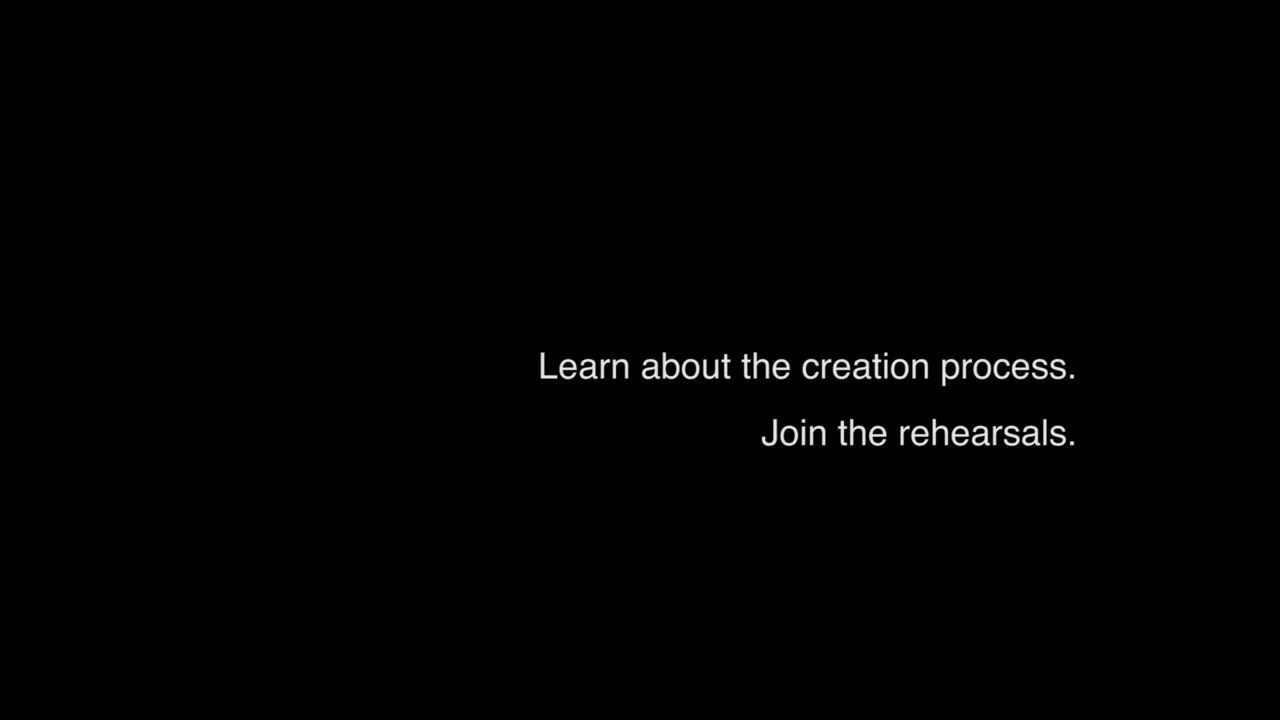 Learn about the creation process.
Join the rehearsals.